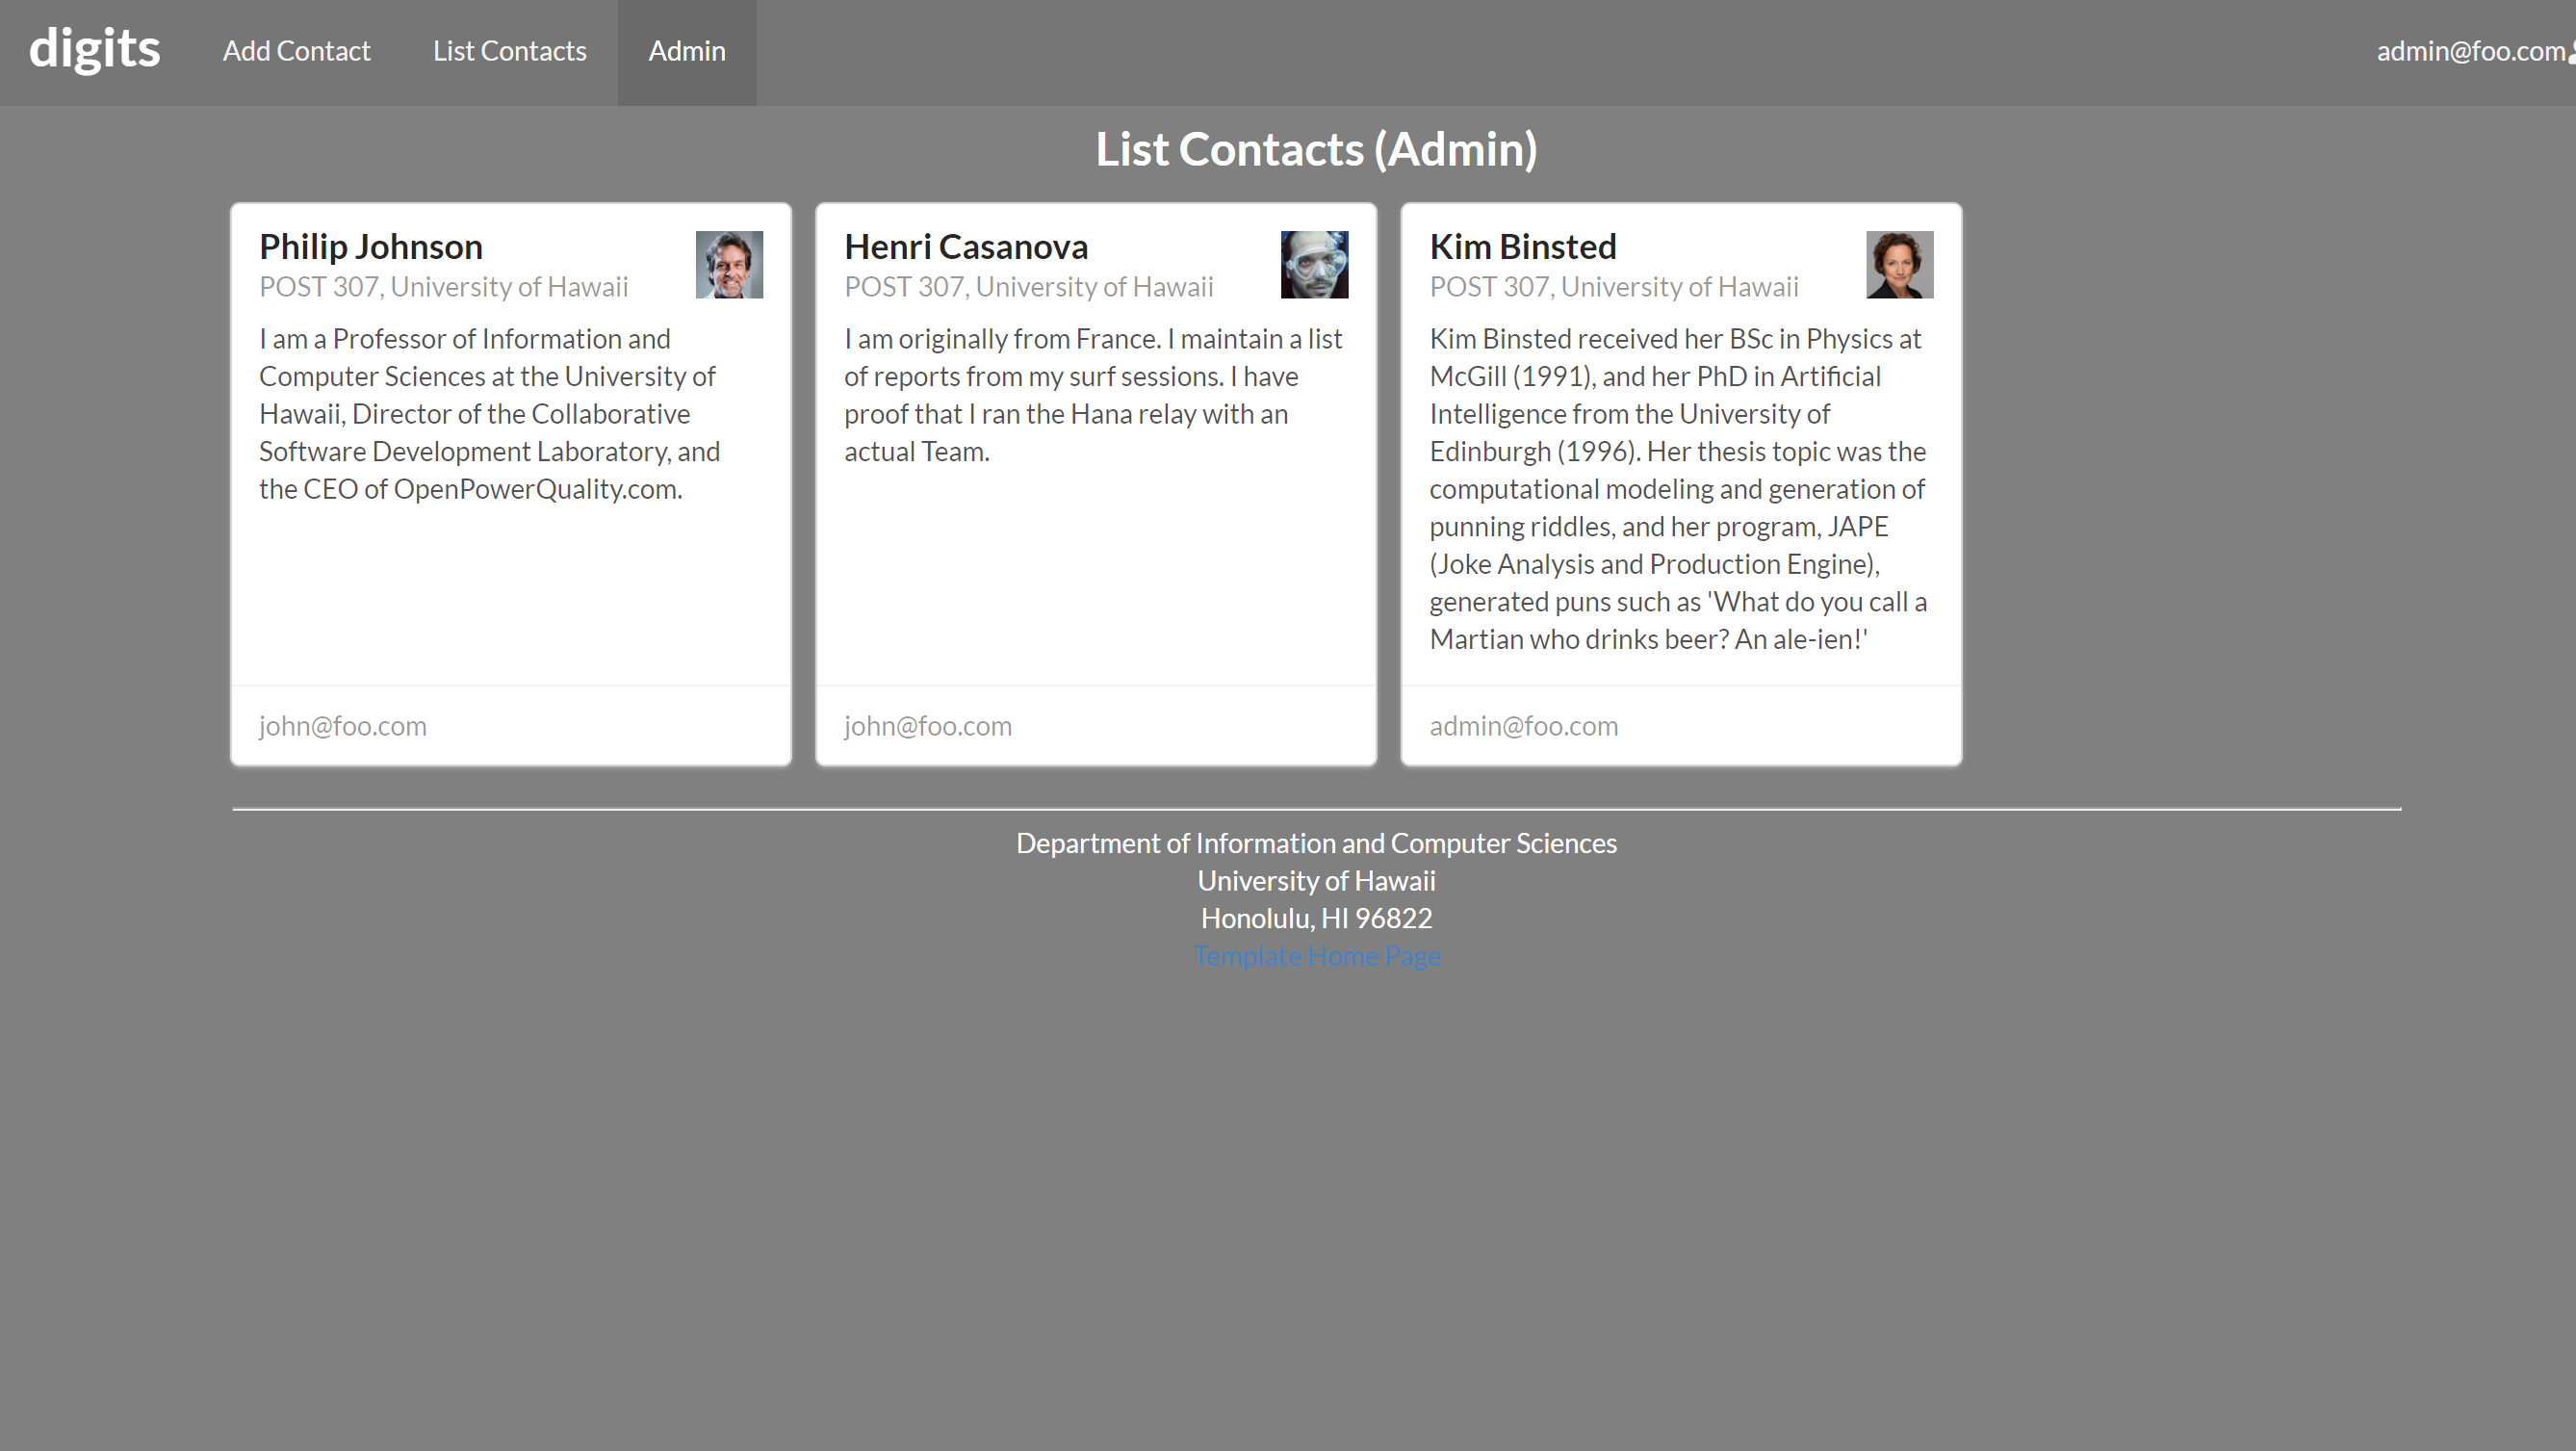 digits
Add Contact
List Contacts
Admin
admin@foo.com
List Contacts (Admin)
Philip Johnson
POST 307, University of Hawaii
I am a Professor of Information and
Computer Sciences at the University of
Hawaii, Director of the Collaborative
Software Development Laboratory, and
the CEO of OpenPowerQuality.com.
john@foo.com
Henri Casanova
POST 307, University of Hawaii
I am originally from France. I maintain a list
of reports from my surf sessions. I have
proof that I ran the Hana relay with an
actual Team.
john@foo.com
Kim Binsted
POST 307, University of Hawaii
Kim Binsted received her BSc in Physics at
McGill (1991), and her PhD in Artificial
Intelligence from the University of
Edinburgh (1996). Her thesis topic was the
computational modeling and generation of
punning riddles, and her program, JAPE
(Joke Analysis and Production Engine),
generated puns such as 'What do you call a
Martian who drinks beer? An ale-ien!'
admin@foo.com
Department of Information and Computer Sciences
University of Hawaii
Honolulu, HI 96822
Template Home Page